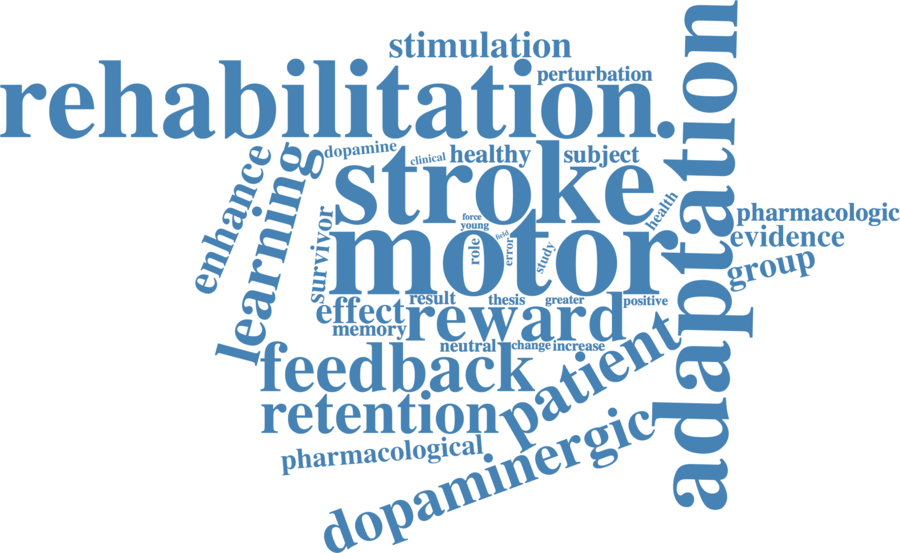 stimulation
rehabilitation
perturbation
adaptation
dopamine
clinical
healthy
subject
enhance
learning
stroke
health
survivor
force
young
motor
role
field
error
study
pharmacologic
evidence
group
effect
result
thesis
greater
positive
memory
reward
neutral
change
increase
feedback
patient
retention
pharmacological
dopaminergic